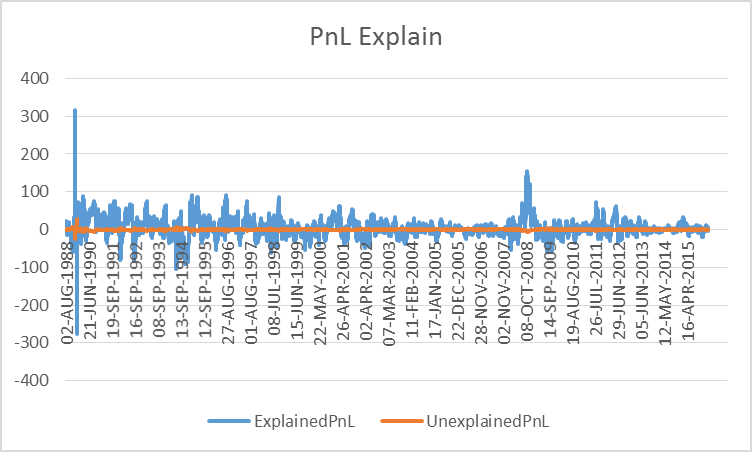 PnL Explain
400
300
200
100
0
-100
-200
-300
-400
02-AUG-1988
21-JUN-1990
19-SEP-1991
16-SEP-1992
08-SEP-1993
13-SEP-1994
12-SEP-1995
27-AUG-1996
01-AUG-1997
08-JUL-1998
15-JUN-1999
22-MAY-2000
26-APR-2001
02-APR-2002
07-MAR-2003
11-FEB-2004
17-JAN-2005
22-DEC-2005
28-NOV-2006
02-NOV-2007
08-OCT-2008
14-SEP-2009
19-AUG-2010
26-JUL-2011
29-JUN-2012
05-JUN-2013
12-MAY-2014
16-APR-2015
ExplainedPnL
UnexplainedPnL